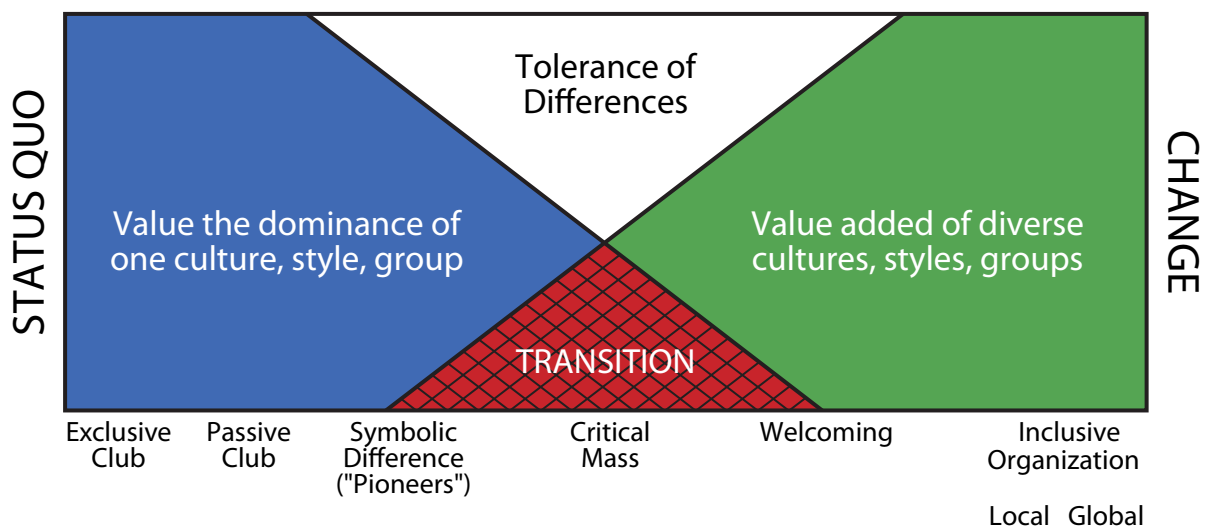 Tolerance of
Differences
STATUS QUO
Value the dominance of
one culture, style, group
Value added of diverse
cultures, styles, groups
CHANGE
TRANSITION
Exclusive
Club
Passive
Club
Symbolic
Difference
("Pioneers")
Critical
Mass
Welcoming
Inclusive
Organization
Local Global